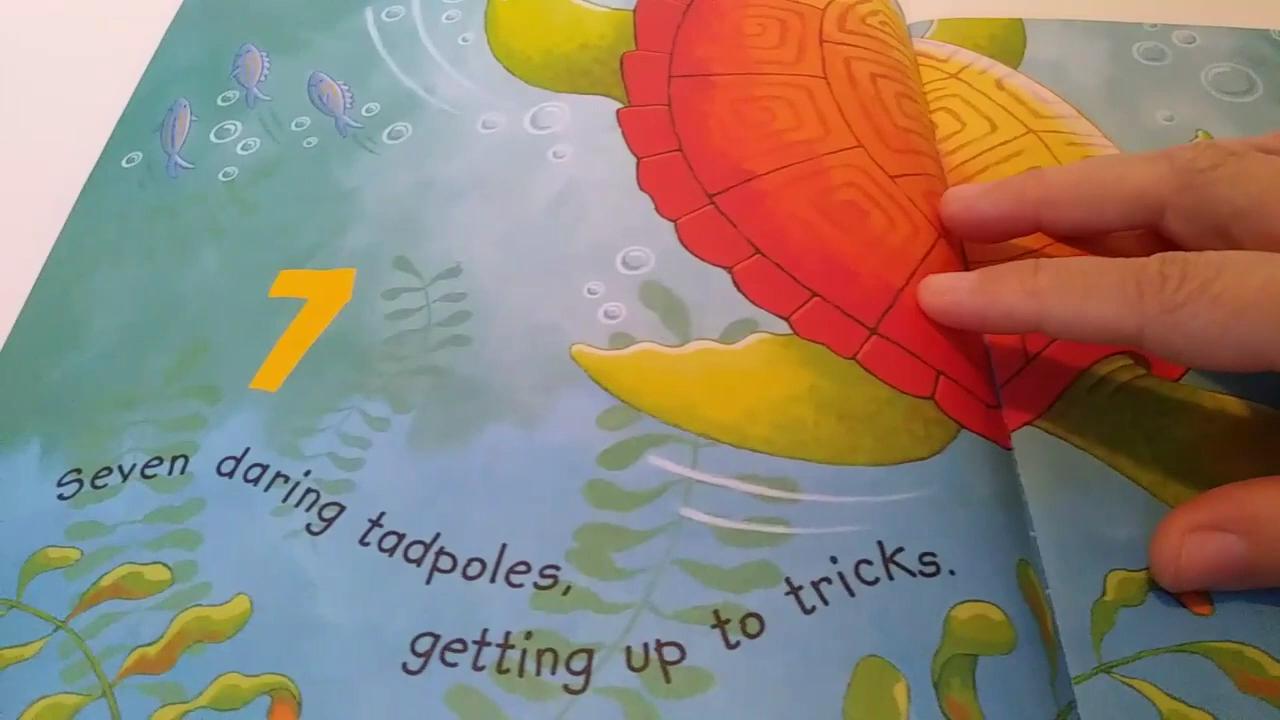 7
Seven daring tadpoles,
getting up to tricks.